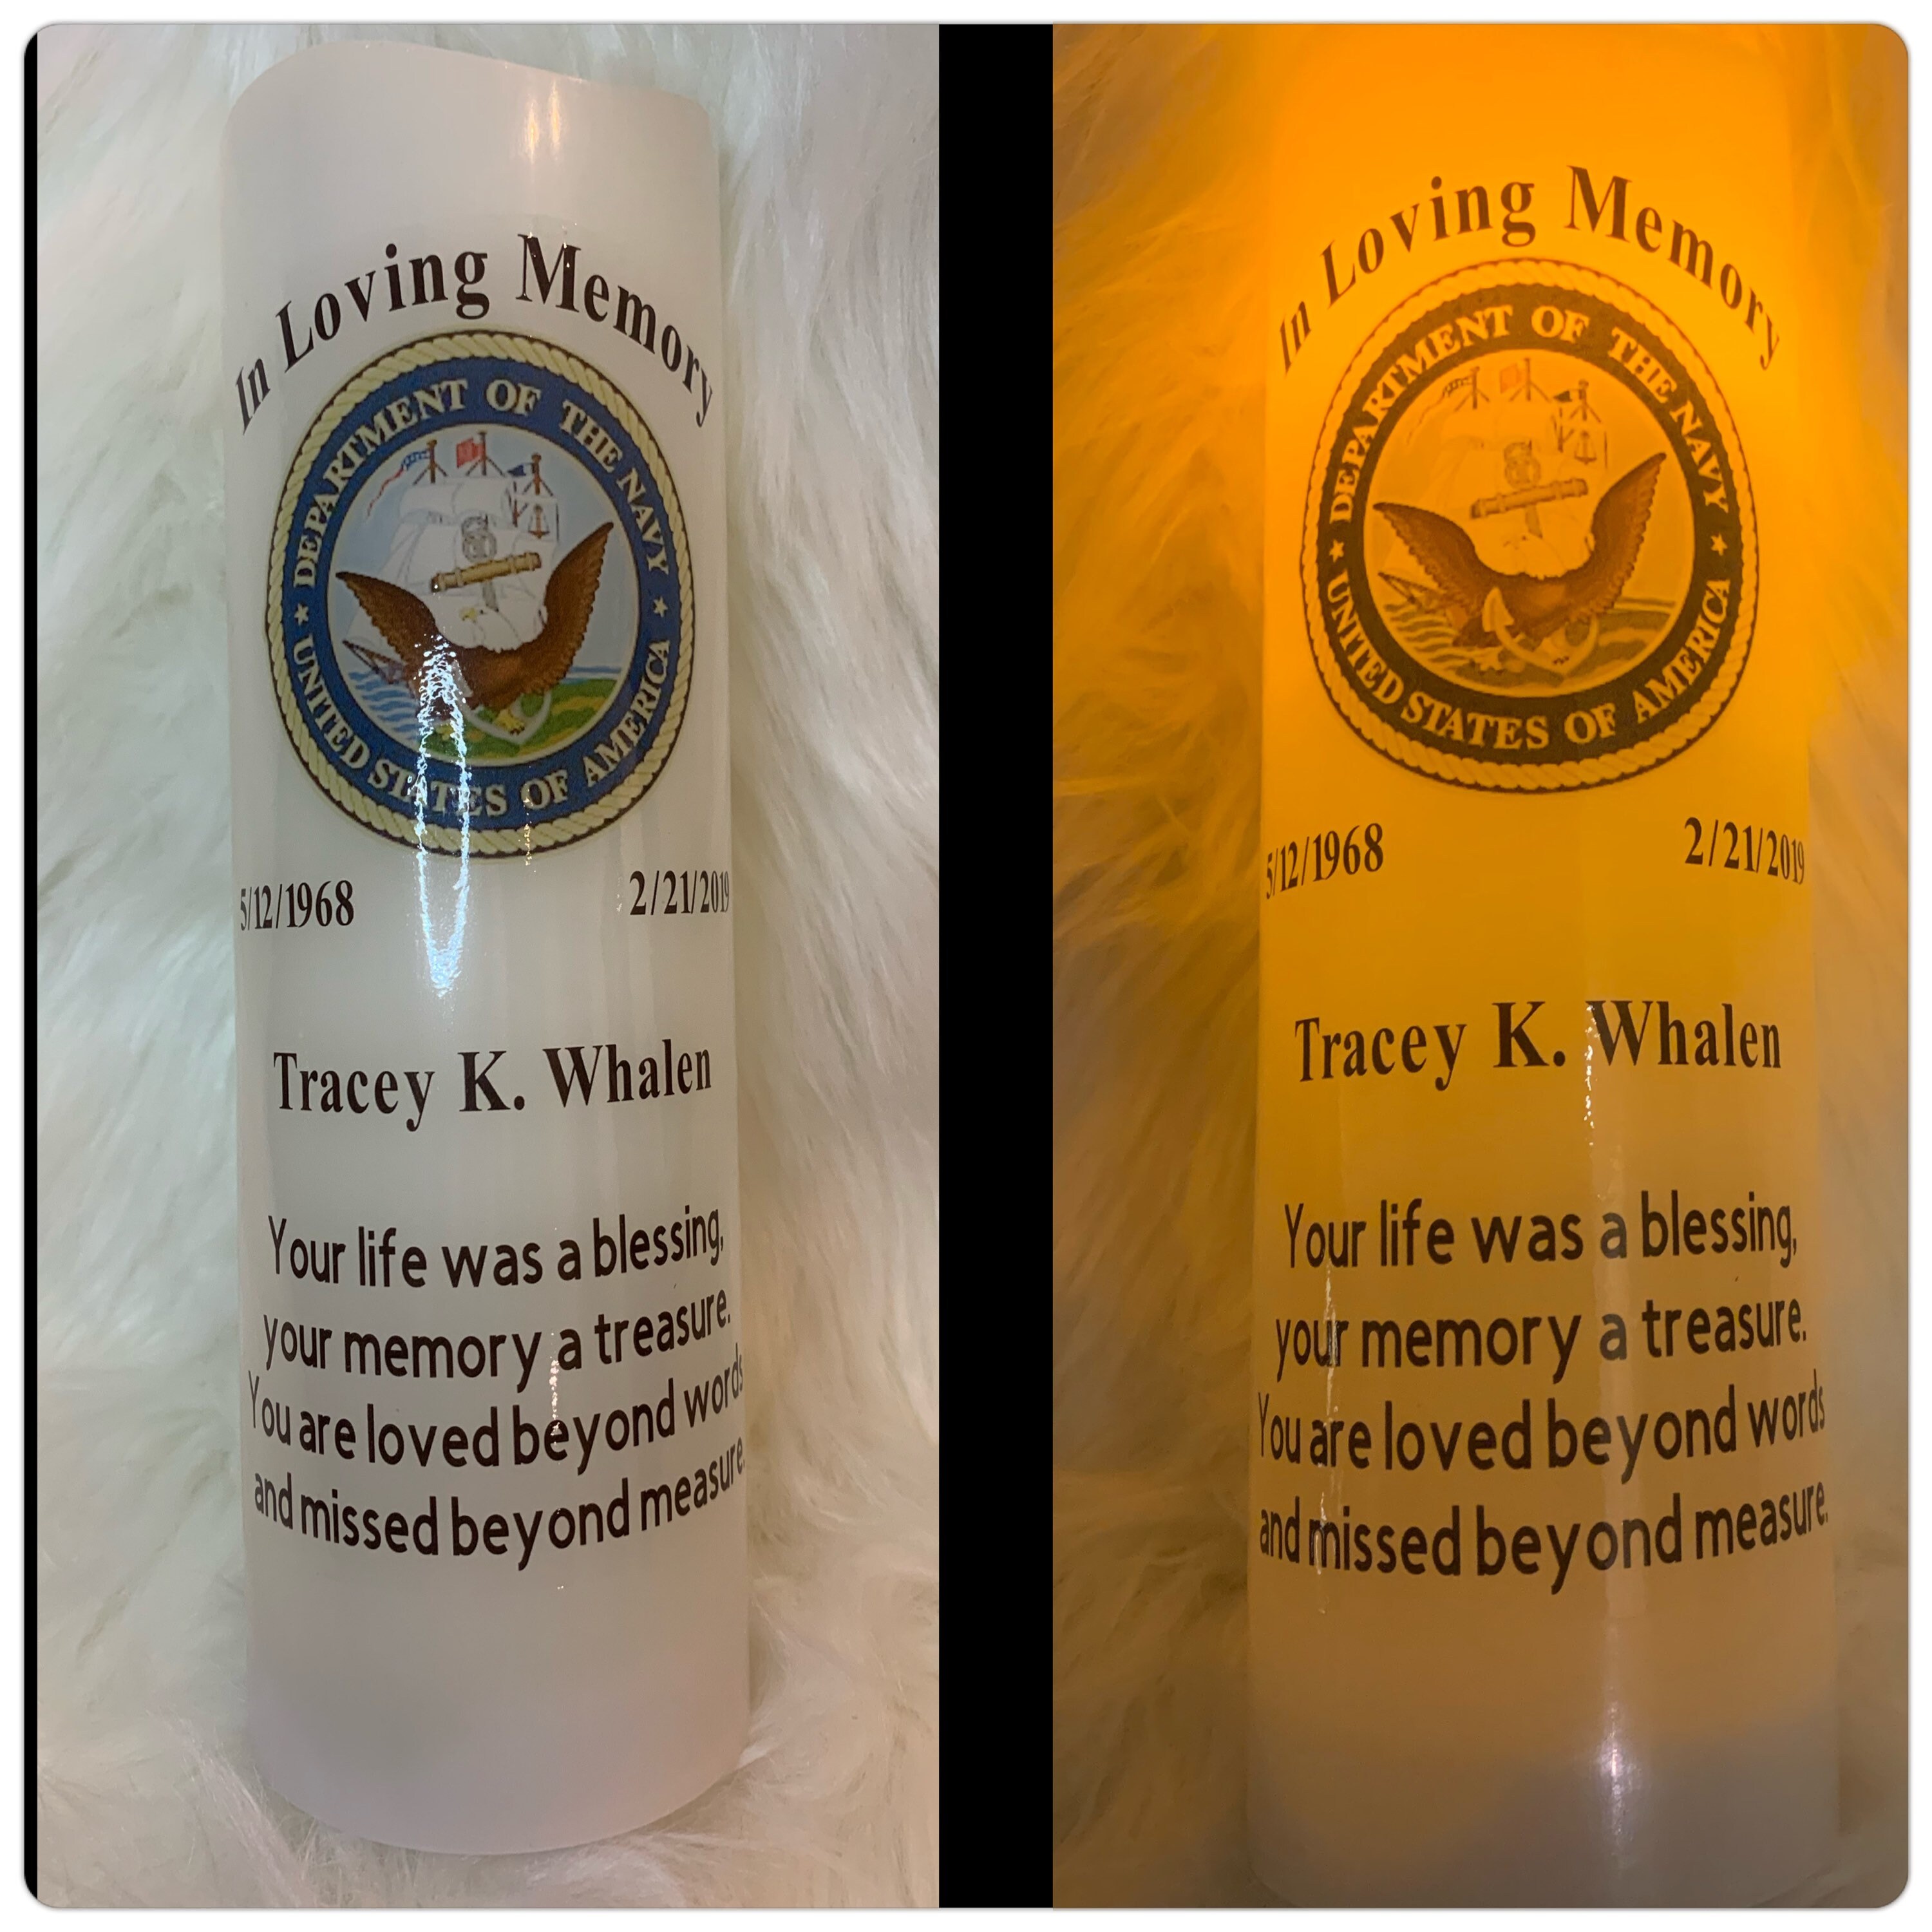 In Loving Memory
DEPARTMENT OF THE NAVY
UNITED STATES OF AMERICA
5/12/1968 2/21/2019
Tracey K. Whalen
Your life was a blessing,
your memory a treasure.
You are loved beyond words
and missed beyond measure.
In Loving Memory
DEPARTMENT OF THE NAVY
UNITED STATES OF AMERICA
5/12/1968 2/21/2019
Tracey K. Whalen
Your life was a blessing,
your memory a treasure.
You are loved beyond words
and missed beyond measure.